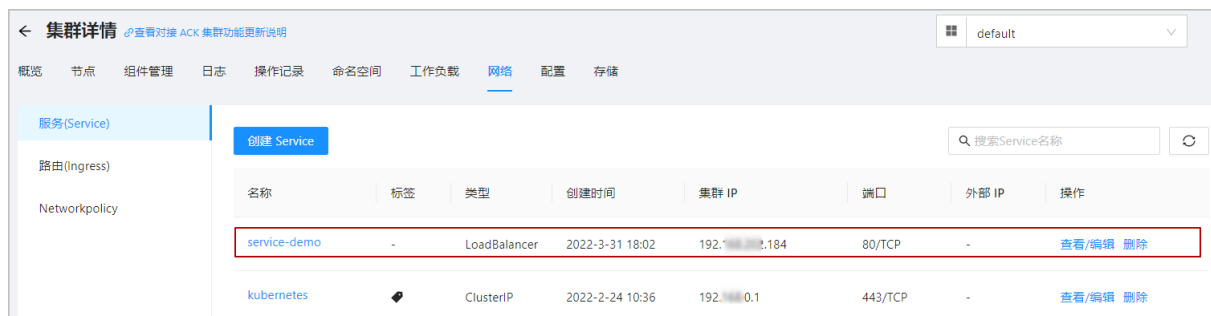 集群详情 查看对接 ACK 集群功能更新说明
default
概览 节点 组件管理 日志 操作记录 命名空间 工作负载 网络 配置 存储
服务(Service)
路由(Ingress)
Networkpolicy
创建 Service
搜索Service名称
名称 标签 类型 创建时间 集群 IP 端口 外部 IP 操作
service-demo - LoadBalancer 2022-3-31 18:02 192. .184 80/TCP - 查看/编辑 删除
kubernetes ClusterIP 2022-2-24 10:36 192. 0.1 443/TCP - 查看/编辑 删除